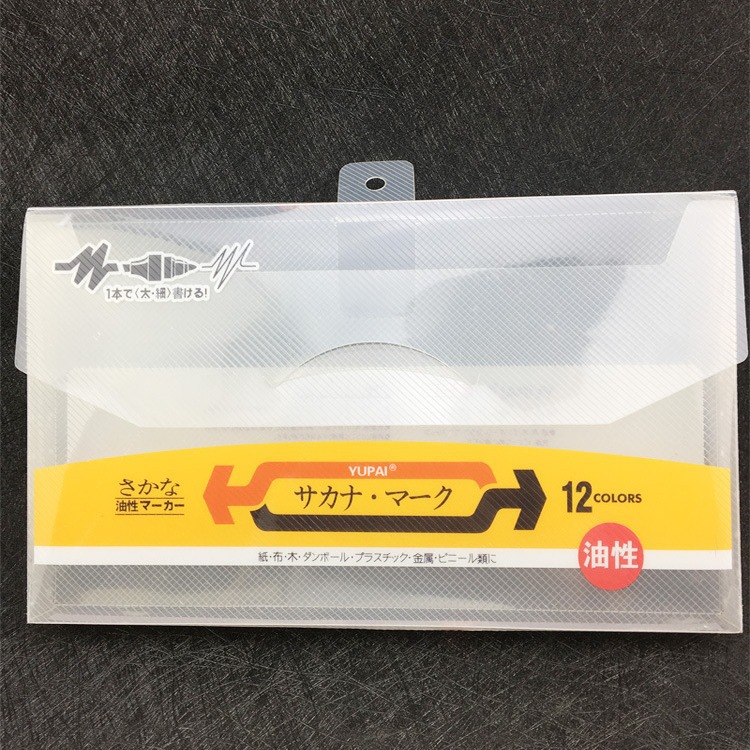 1本で〈太・細〉書ける!
YUPAI®
さかな
油性マーカー
サカナ・マーク
12 COLORS
油性
紙・布・木・ダンボール・プラスチック・金属・ビニール類に